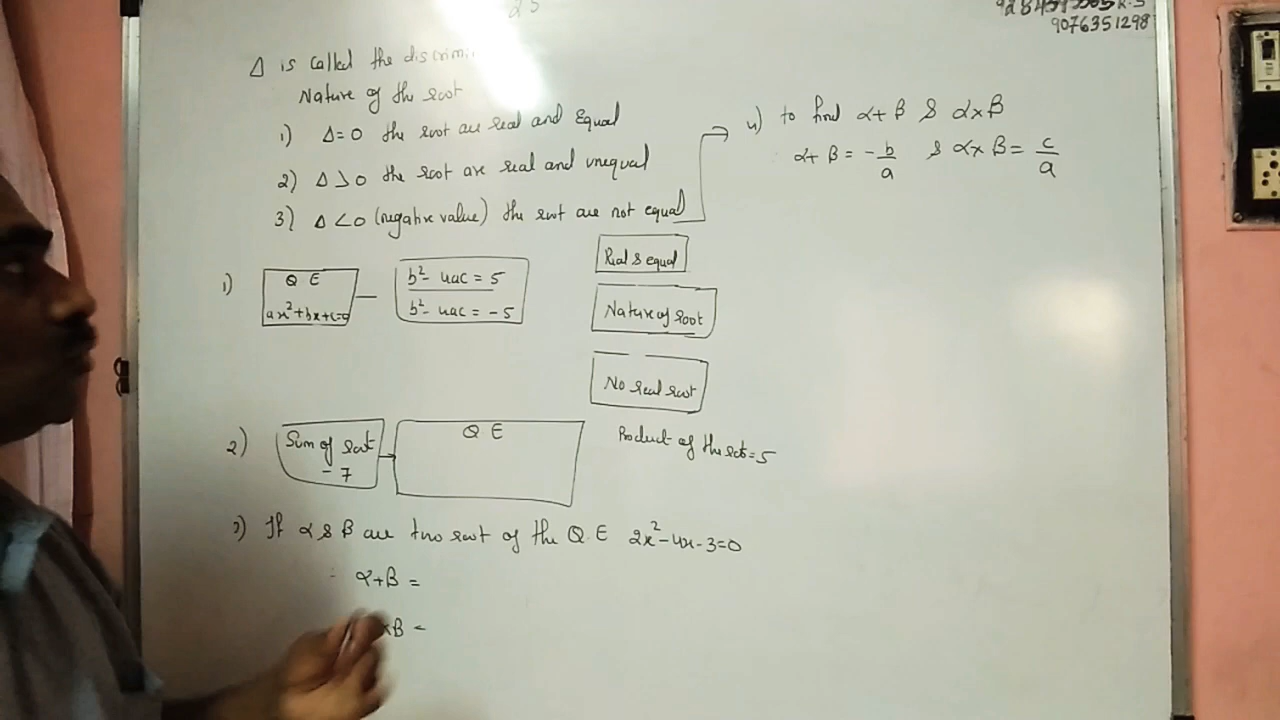 25
9076351298
Δ is called the discrimi
Nature of the root
1) Δ=0 the root are real and Equal
2) Δ>0 the root are real and unequal
3) Δ<0 (negative value) the root are not equal
4) to find α+β & α×β
α+β = -b/a & α×β = c/a
1) Q E
ax²+bx+c=0
b²-4ac = 5
b²-4ac = -5
Real & equal
Nature of root
No real root
2) Sum of root
-7
Q E
Product of the root=5
3) If α & β are two root of the Q.E 2x²-4x-3=0
α+β =
×β =